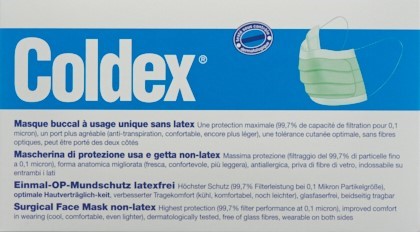 Coldex®
Masque buccal à usage unique sans latex Une protection maximale (99,7% de capacité de filtration pour 0,1
micron), un port plus agréable (anti-transpiration, confortable, encore plus léger), une tolérance cutanée optimale, sans fibres
optiques, peut être porté des deux côtés
Mascherina di protezione usa e getta non-latex Massima protezione (filtraggio del 99,7% di particelle fino
a 0,1 micron), forma anatomica migliorata (fresca, confortevole, più leggera), antiallergica, priva di fibre di vetro, indossabile su
entrambi i lati
Einmal-OP-Mundschutz latexfrei Höchster Schutz (99,7% Filterleistung bei 0,1 Mikron Partikelgröße),
optimale Hautverträglich-keit, verbesserter Tragekomfort (kühl, komfortabel, noch leichter), glasfaserfrei, beidseitig tragbar
Surgical Face Mask non-latex Highest protection (99,7% filter performance at 0,1 micron), improved comfort
in wearing (cool, comfortable, even lighter), dermatologically tested, free of glass fibres, wearable on both sides